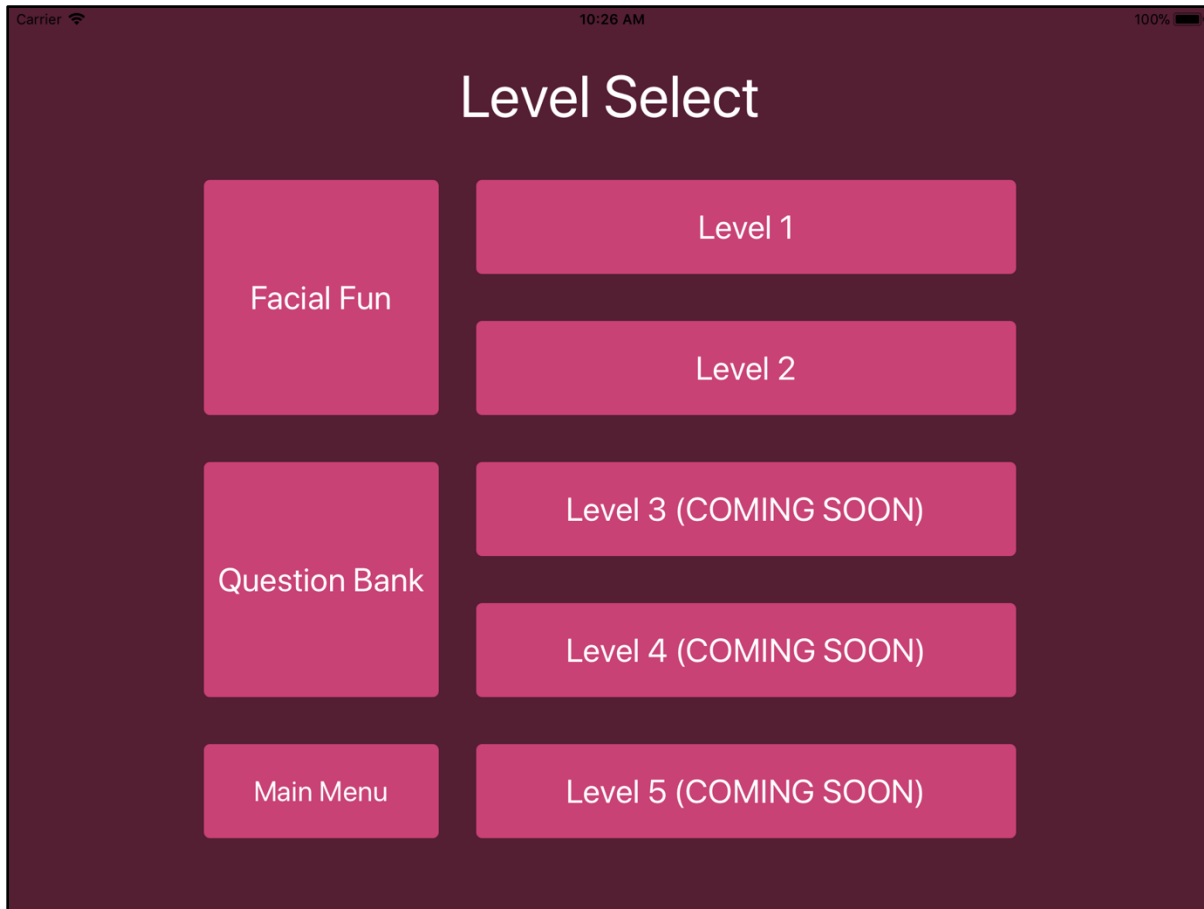 Carrier
10:26 AM
100%
Level Select
Facial Fun
Level 1
Level 2
Question Bank
Level 3 (COMING SOON)
Level 4 (COMING SOON)
Main Menu
Level 5 (COMING SOON)